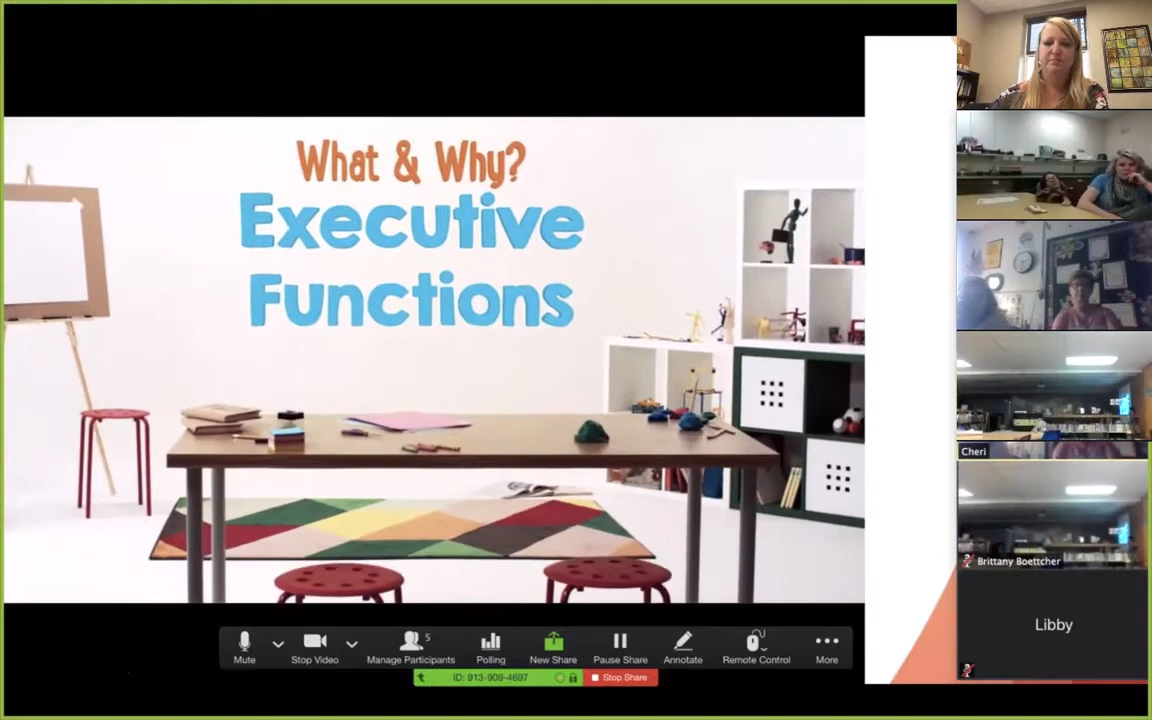 What & Why?
Executive
Functions
Cheri
Brittany Boettcher
Libby
5
Mute
Stop Video
Manage Participants
Polling
New Share
Pause Share
Annotate
Remote Control
More
ID: 913-909-4697
Stop Share